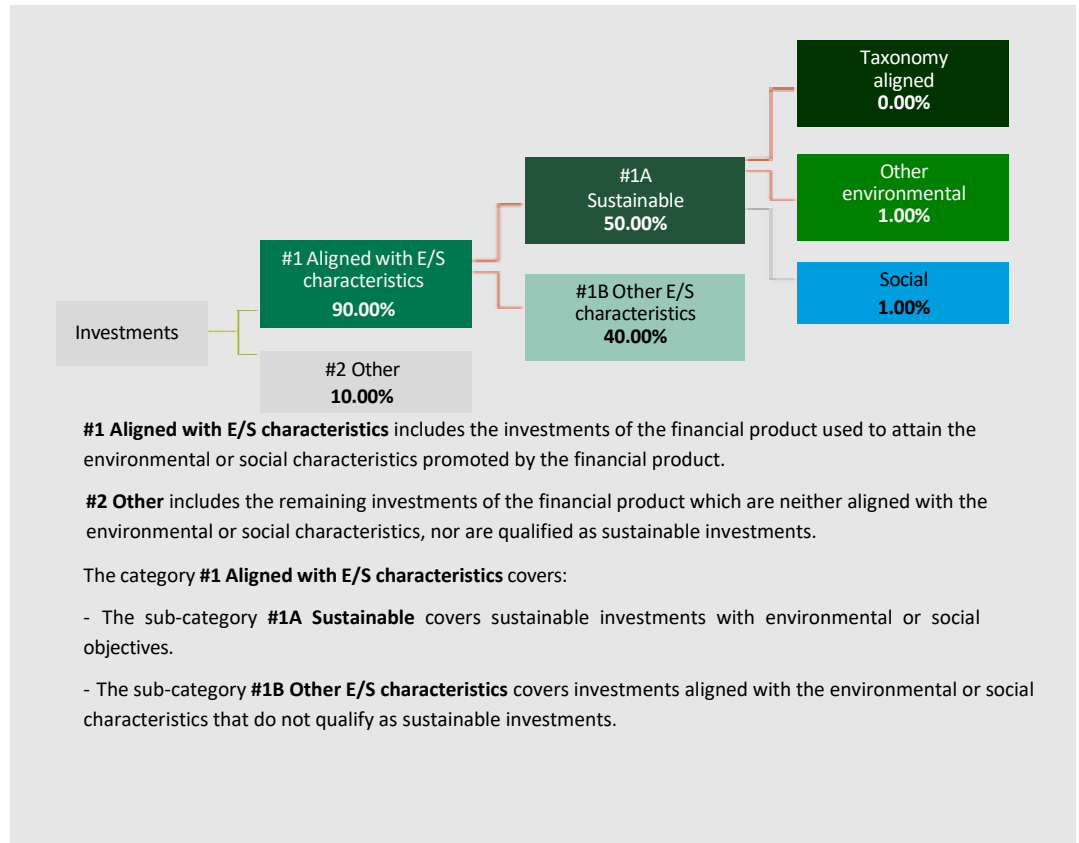 Taxonomy
aligned
0.00%
#1A
Sustainable
50.00%
Other
environmental
1.00%
#1 Aligned with E/S
characteristics
90.00%
#1B Other E/S
characteristics
40.00%
Social
1.00%
Investments
#2 Other
10.00%
#1 Aligned with E/S characteristics includes the investments of the financial product used to attain the
environmental or social characteristics promoted by the financial product.
#2 Other includes the remaining investments of the financial product which are neither aligned with the
environmental or social characteristics, nor are qualified as sustainable investments.
The category #1 Aligned with E/S characteristics covers:
- The sub-category #1A Sustainable covers sustainable investments with environmental or social
objectives.
- The sub-category #1B Other E/S characteristics covers investments aligned with the environmental or social
characteristics that do not qualify as sustainable investments.